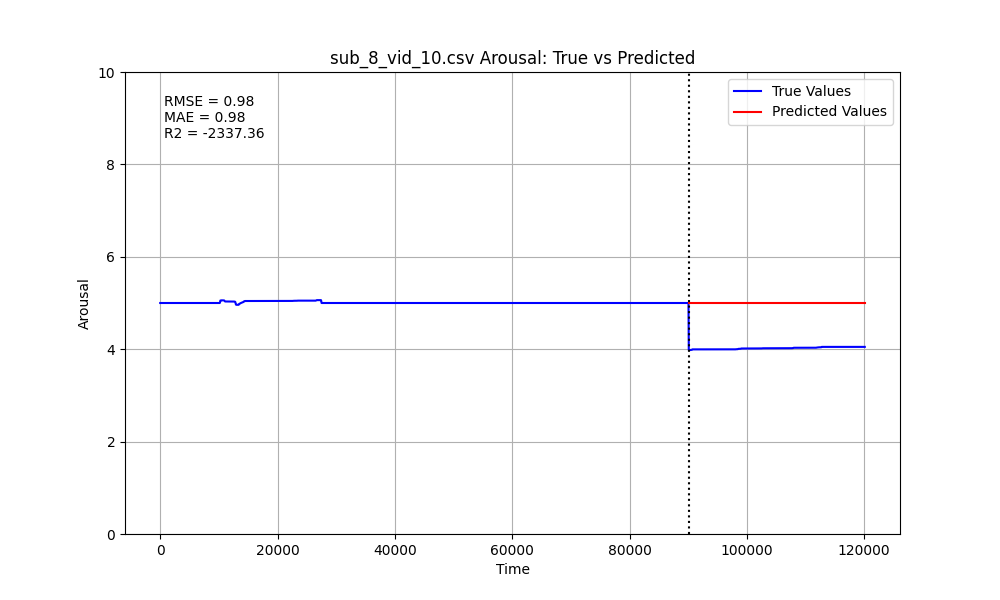 sub_8_vid_10.csv Arousal: True vs Predicted
RMSE = 0.98
MAE = 0.98
R2 = -2337.36
True Values
Predicted Values
10
8
6
4
2
0
Arousal
0
20000
40000
60000
80000
100000
120000
Time